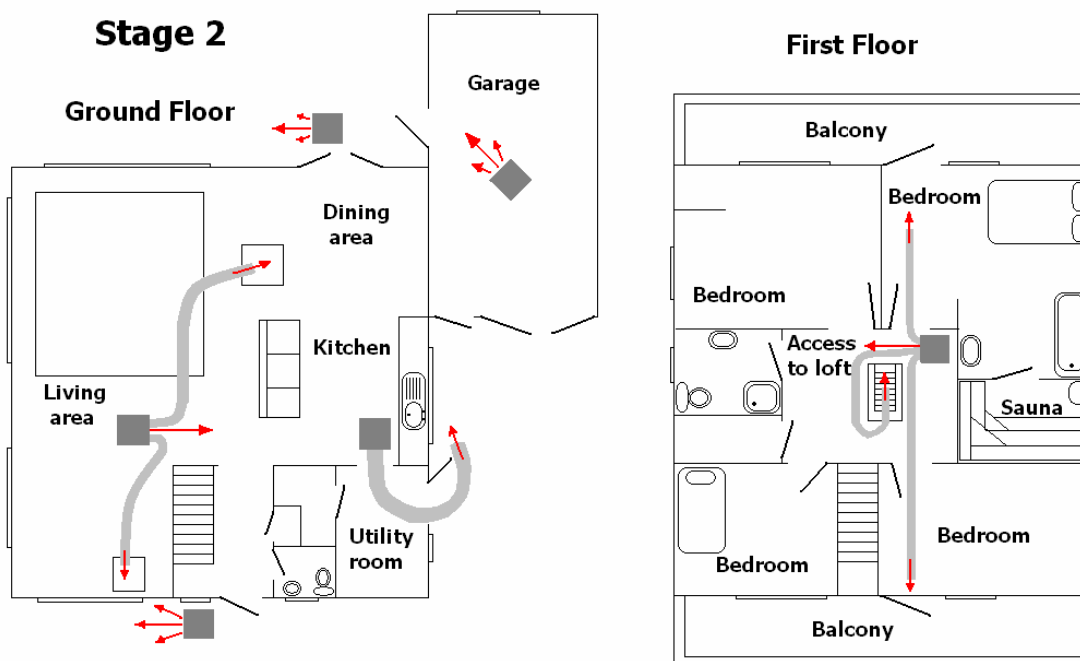 Stage 2
Ground Floor
Garage
Dining
area
Kitchen
Living
area
Utility
room
First Floor
Balcony
Bedroom
Bedroom
Access
to loft
Sauna
Bedroom
Bedroom
Balcony